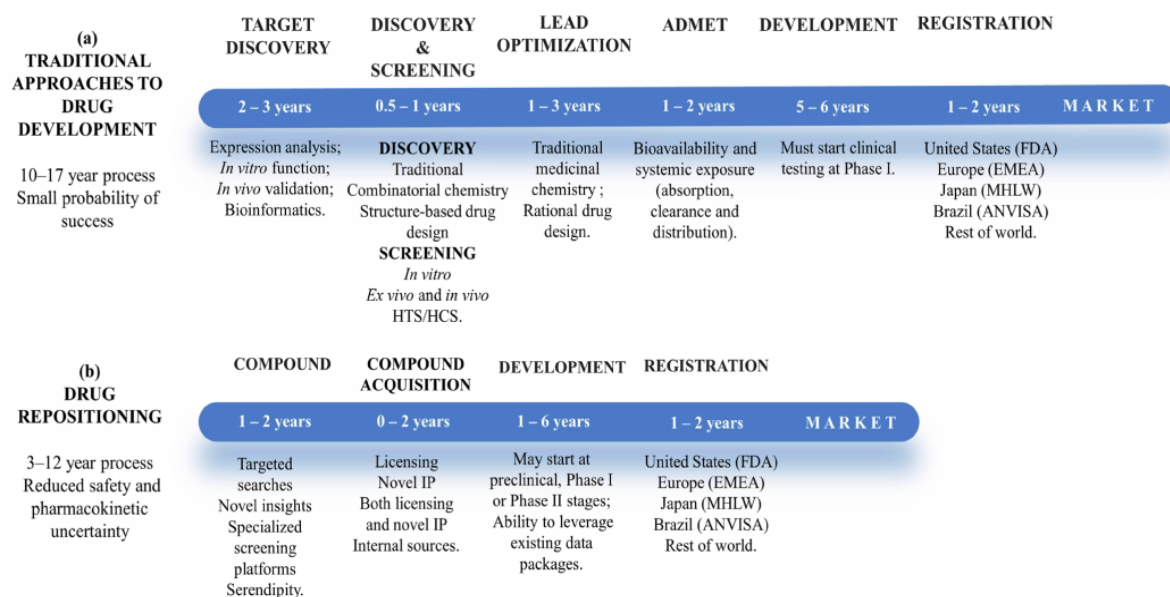 (a)
TRADITIONAL
APPROACHES TO
DRUG
DEVELOPMENT
10–17 year process
Small probability of
success
TARGET
DISCOVERY
2 – 3 years
Expression analysis;
In vitro function;
In vivo validation;
Bioinformatics.
DISCOVERY
&
SCREENING
0.5 – 1 years
DISCOVERY
Traditional
Combinatorial chemistry
Structure-based drug
design
SCREENING
In vitro
Ex vivo and in vivo
HTS/HCS.
LEAD
OPTIMIZATION
1 – 3 years
Traditional
medicinal
chemistry ;
Rational drug
design.
ADMET
1 – 2 years
Bioavailability and
systemic exposure
(absorption,
clearance and
distribution).
DEVELOPMENT
5 – 6 years
Must start clinical
testing at Phase I.
REGISTRATION
1 – 2 years
United States (FDA)
Europe (EMEA)
Japan (MHLW)
Brazil (ANVISA)
Rest of world.
MARKET
(b)
DRUG
REPOSITIONING
3–12 year process
Reduced safety and
pharmacokinetic
uncertainty
COMPOUND
1 – 2 years
Targeted
searches
Novel insights
Specialized
screening
platforms
Serendipity.
COMPOUND
ACQUISITION
0 – 2 years
Licensing
Novel IP
Both licensing
and novel IP
Internal sources.
DEVELOPMENT
1 – 6 years
May start at
preclinical, Phase I
or Phase II stages;
Ability to leverage
existing data
packages.
REGISTRATION
1 – 2 years
United States (FDA)
Europe (EMEA)
Japan (MHLW)
Brazil (ANVISA)
Rest of world.
MARKET